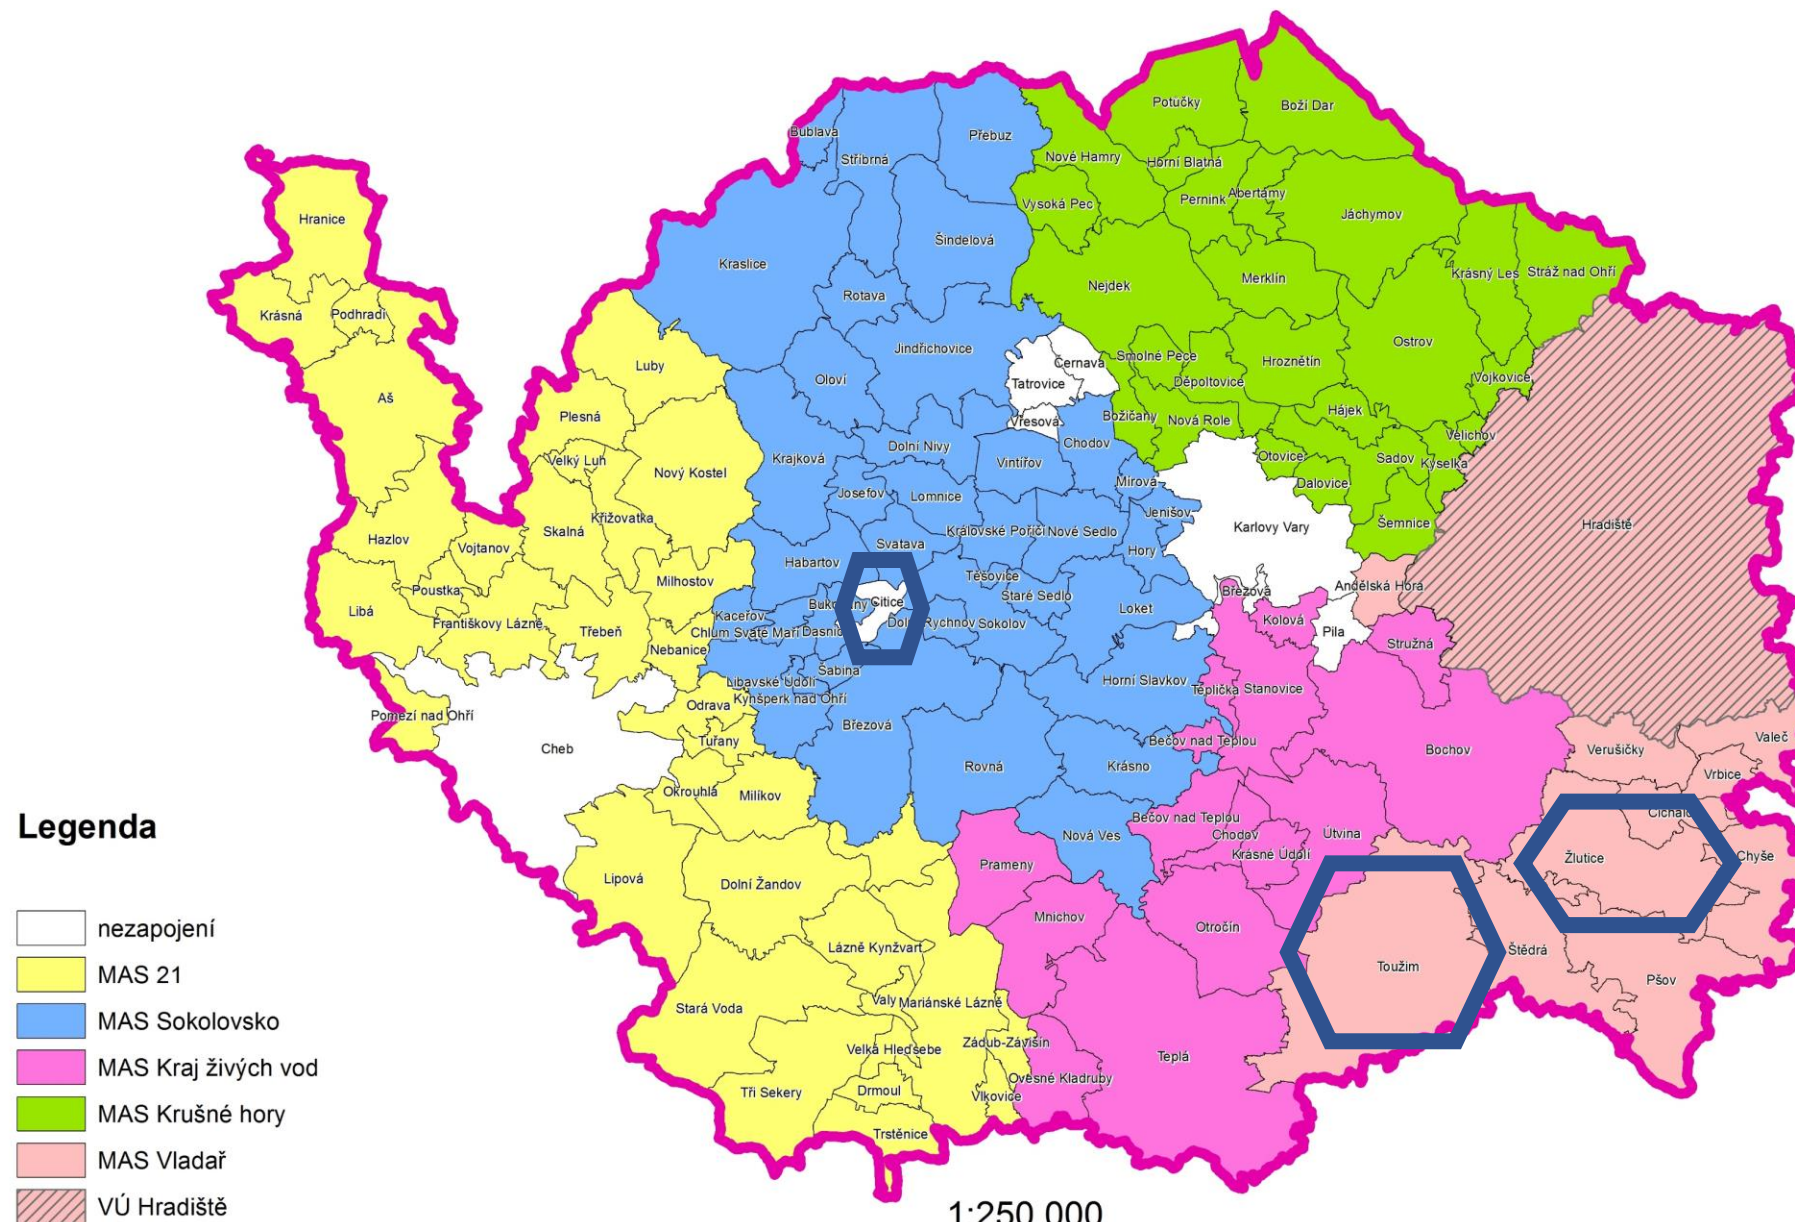 Potůčky
Boží Dar
Bublava
Stříbrná
Přebuz
Nové Hamry
Horní Blatná
Abertamy
Pernink
Vysoká Pec
Jáchymov
Hranice
Šindelová
Kraslice
Merklín
Krásný Les
Stráž nad Ohří
Nejdek
Rotava
Krásná
Podhradí
Ostrov
Jindřichovice
Smolné Pece
Hroznětín
Luby
Černava
Oloví
Tatrovice
Děpoltovice
Vojkovice
Aš
Plesná
Božičany
Nová Role
Hájek
Vřesová
Chodov
Velichov
Dolní Nivy
Velký Luh
Nový Kostel
Krajková
Vintířov
Otovice
Sadov
Kyselka
Mírová
Dalovice
Josefov
Lomnice
Křižovatka
Jenišov
Skalná
Královské Poříčí
Nové Sedlo
Karlovy Vary
Šemnice
Hradiště
Hazlov
Vojtanov
Svatava
Hory
Habartov
Milhostov
Těšovice
Poustka
Libá
Bukovany
Citice
Staré Sedlo
Loket
Březová
Andělská Hora
Kaceřov
Františkovy Lázně
Třebeň
Chlum Svaté Maří
Dasnice
Dolní Rychnov
Sokolov
Kolová
Pila
Stružná
Nebanice
Šabina
Libavské Údolí
Horní Slavkov
Teplička
Stanovice
Kynšperk nad Ohří
Odrava
Pomezí nad Ohří
Březová
Cheb
Tuřany
Bečov nad Teplou
Bochov
Verušičky
Valeč
Rovná
Krásno
Vrbice
Okrouhlá
Milíkov
Čichalov
Bečov nad Teplou
Nová Ves
Chodov
Útvina
Krásné Údolí
Žlutice
Chyše
Prameny
Lipová
Dolní Žandov
Mnichov
Otročín
Lázně Kynžvart
Štědrá
Toužim
Pšov
Stará Voda
Valy
Mariánské Lázně
Zádub-Závišín
Velká Hleďsebe
Teplá
Ovesné Kladruby
Tři Sekery
Drmoul
Vlkovice
Trstěnice
Legenda
nezapojení
MAS 21
MAS Sokolovsko
MAS Kraj živých vod
MAS Krušné hory
MAS Vladař
VÚ Hradiště
1:250 000